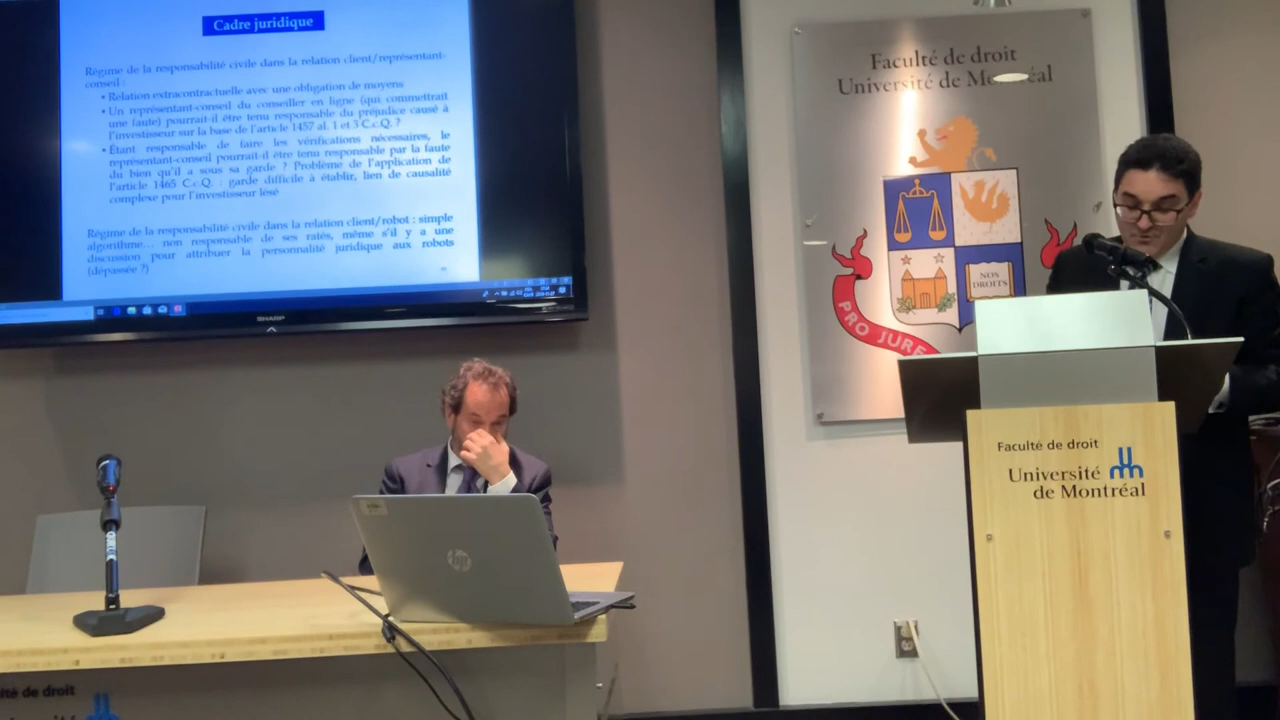 Cadre juridique
Régime de la responsabilité civile dans la relation client/représentant-
conseil :
• Relation extracontractuelle avec une obligation de moyens
• Un représentant-conseil du conseiller en ligne (qui commettrait
une faute) pourrait-il être tenu responsable du préjudice causé à
l'investisseur sur la base de l'article 1457 al. 1 et 3 C.c.Q. ?
• Étant responsable de faire les vérifications nécessaires, le
représentant-conseil pourrait-il être tenu responsable par la faute
du bien qu'il a sous sa garde ? Problème de l'application de
l'article 1465 C.c.Q. : garde difficile à établir, lien de causalité
complexe pour l'investisseur lésé
Régime de la responsabilité civile dans la relation client/robot : simple
algorithme… non responsable de ses ratés, même s'il y a une
discussion pour attribuer la personnalité juridique aux robots
(dépassée ?)
SHARP
Faculté de droit
Université de Montréal
NOS
DROITS
PRO JURE
hp
Faculté de droit
Université
de Montréal
ité de droit